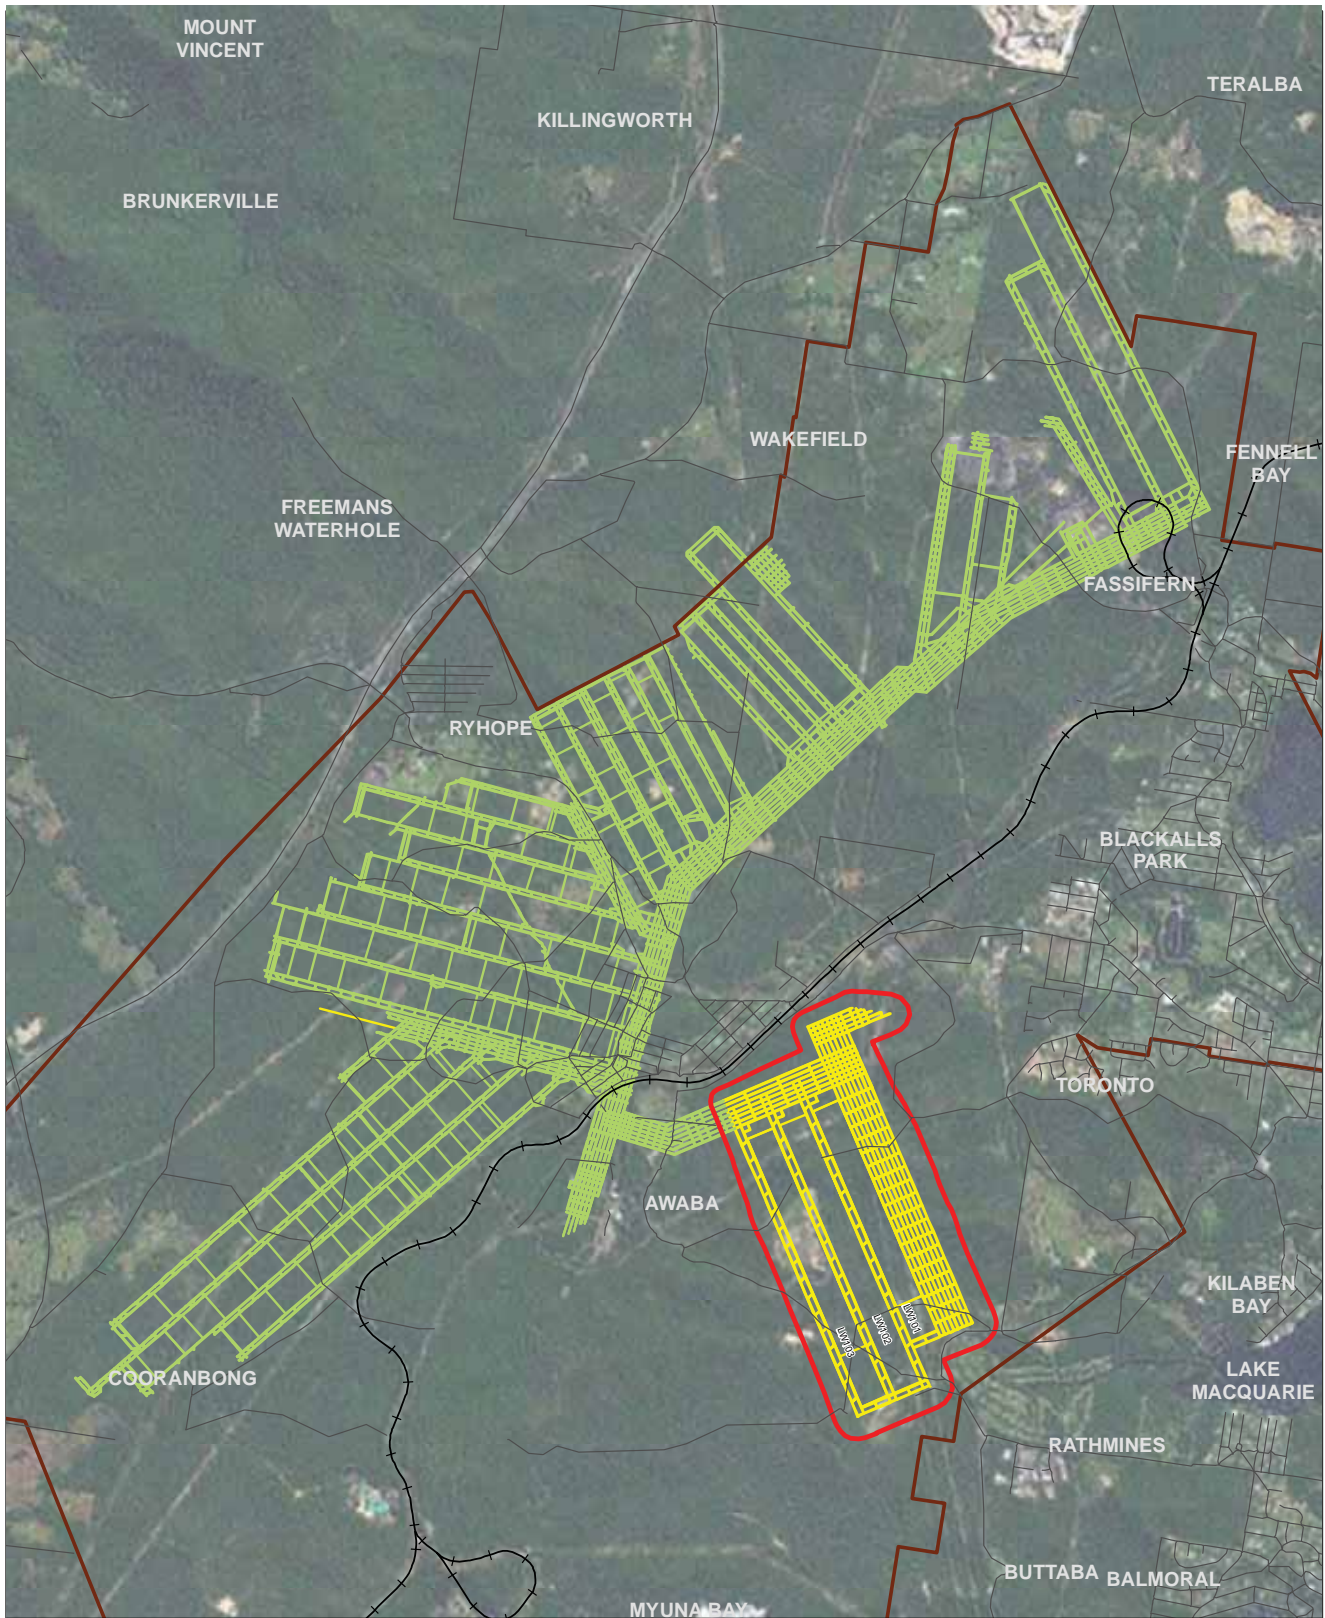 MOUNT
VINCENT
TERALBA
KILLINGWORTH
BRUNKERVILLE
WAKEFIELD
FENNELL
BAY
FREEMANS
WATERHOLE
FASSIFERN
RYHOPE
BLACKALLS
PARK
TORONTO
AWABA
KILABEN
BAY
LW101
LW102
LW103
COORANBONG
LAKE
MACQUARIE
RATHMINES
BUTTABA
BALMORAL
MYUNA BAY